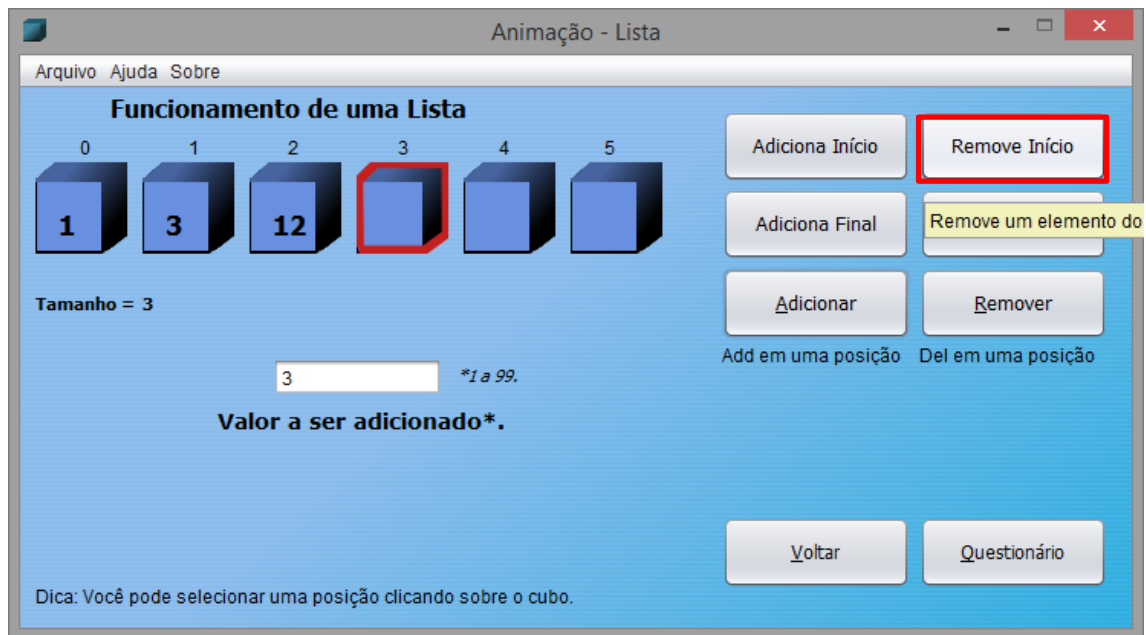 Animação - Lista
Arquivo Ajuda Sobre
Funcionamento de uma Lista
0 1 2 3 4 5
1 3 12
Tamanho = 3
3 *1 a 99.
Valor a ser adicionado*.
Adiciona Início Remove Início
Adiciona Final Remove um elemento do
Adicionar Remover
Add em uma posição Del em uma posição
Voltar Questionário
Dica: Você pode selecionar uma posição clicando sobre o cubo.